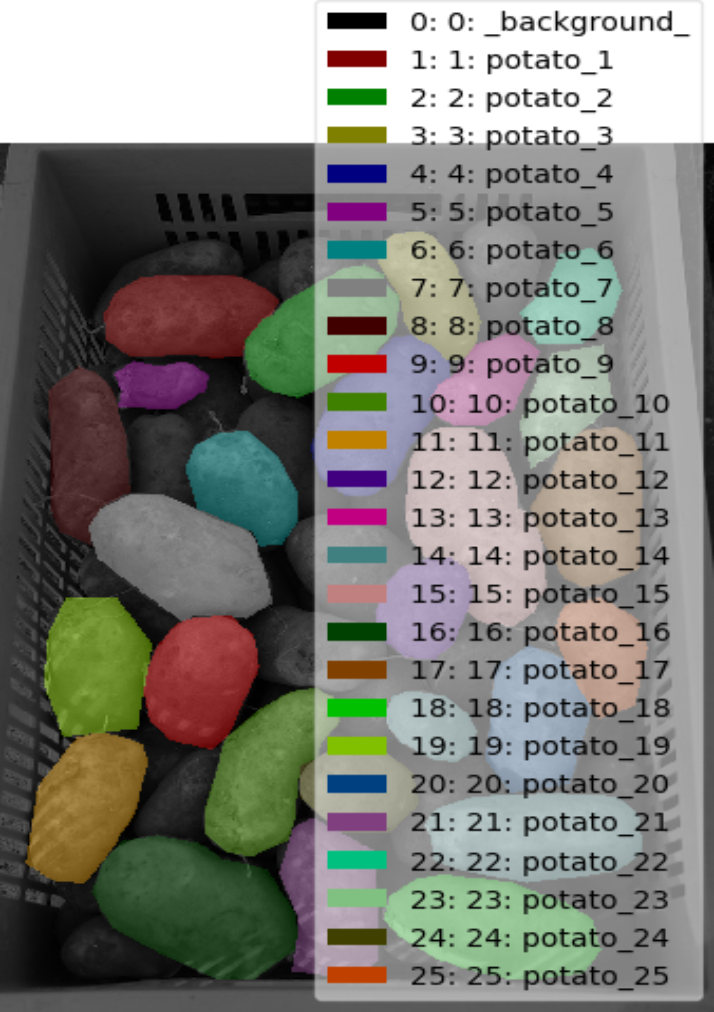 0: 0: _background_
1: 1: potato_1
2: 2: potato_2
3: 3: potato_3
4: 4: potato_4
5: 5: potato_5
6: 6: potato_6
7: 7: potato_7
8: 8: potato_8
9: 9: potato_9
10: 10: potato_10
11: 11: potato_11
12: 12: potato_12
13: 13: potato_13
14: 14: potato_14
15: 15: potato_15
16: 16: potato_16
17: 17: potato_17
18: 18: potato_18
19: 19: potato_19
20: 20: potato_20
21: 21: potato_21
22: 22: potato_22
23: 23: potato_23
24: 24: potato_24
25: 25: potato_25